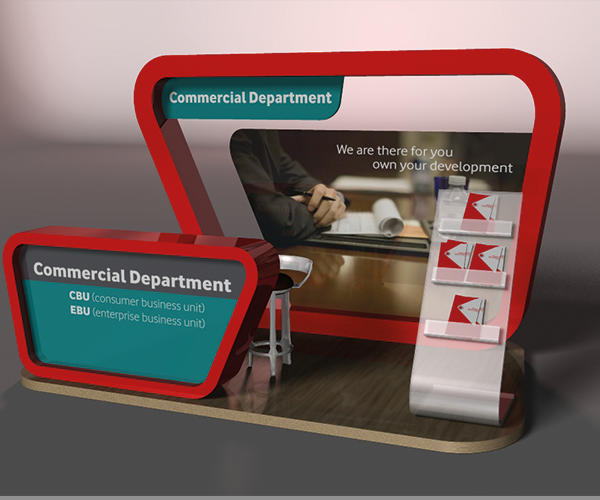 Commercial Department
We are there for you
own your development
Commercial Department
CBU (consumer business unit)
EBU (enterprise business unit)